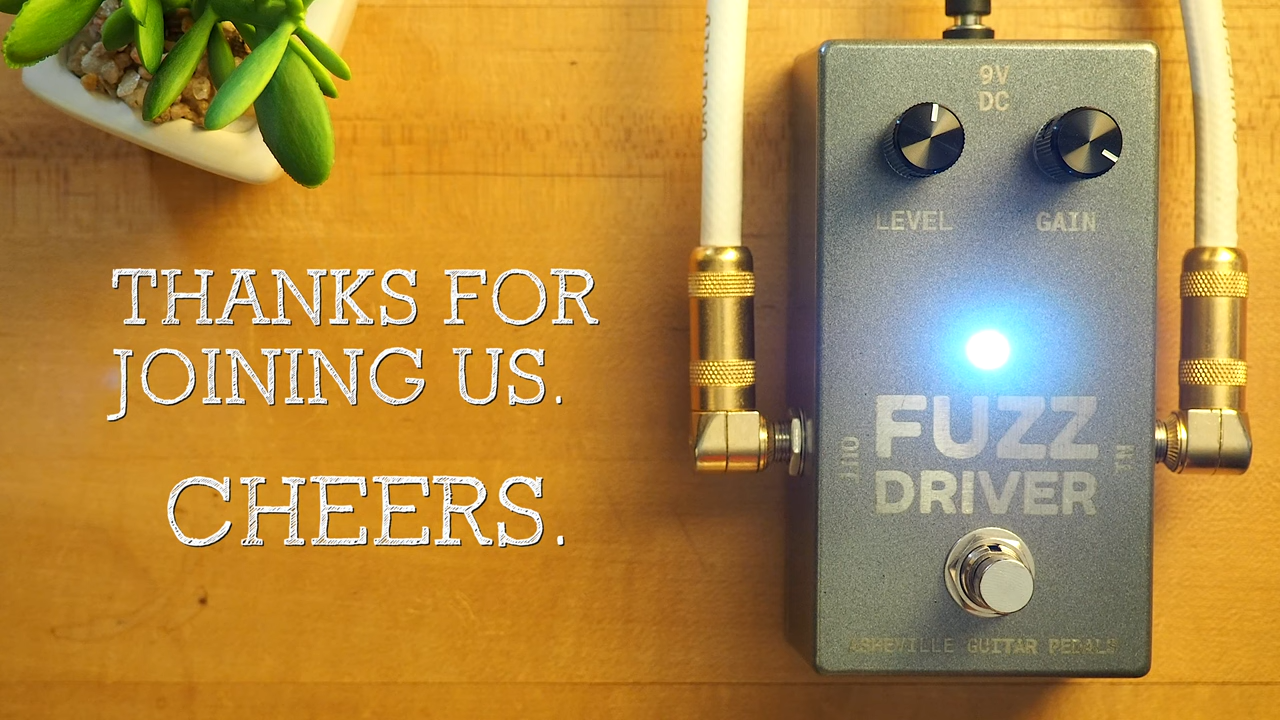 THANKS FOR
JOINING US.
CHEERS.
9V
DC
LEVEL
GAIN
FUZZ
DRIVER
OUT
IN
ASHEVILLE GUITAR PEDALS